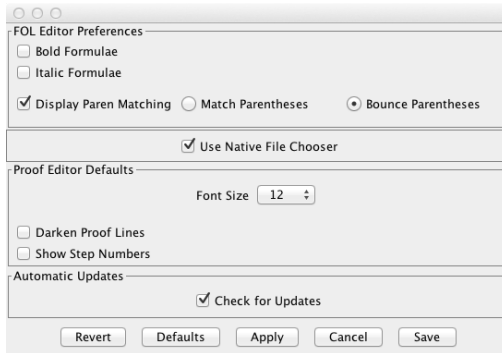 FOL Editor Preferences
Bold Formulae
Italic Formulae
Display Paren Matching Match Parentheses Bounce Parentheses
Use Native File Chooser
Proof Editor Defaults
Font Size 12
Darken Proof Lines
Show Step Numbers
Automatic Updates
Check for Updates
Revert Defaults Apply Cancel Save